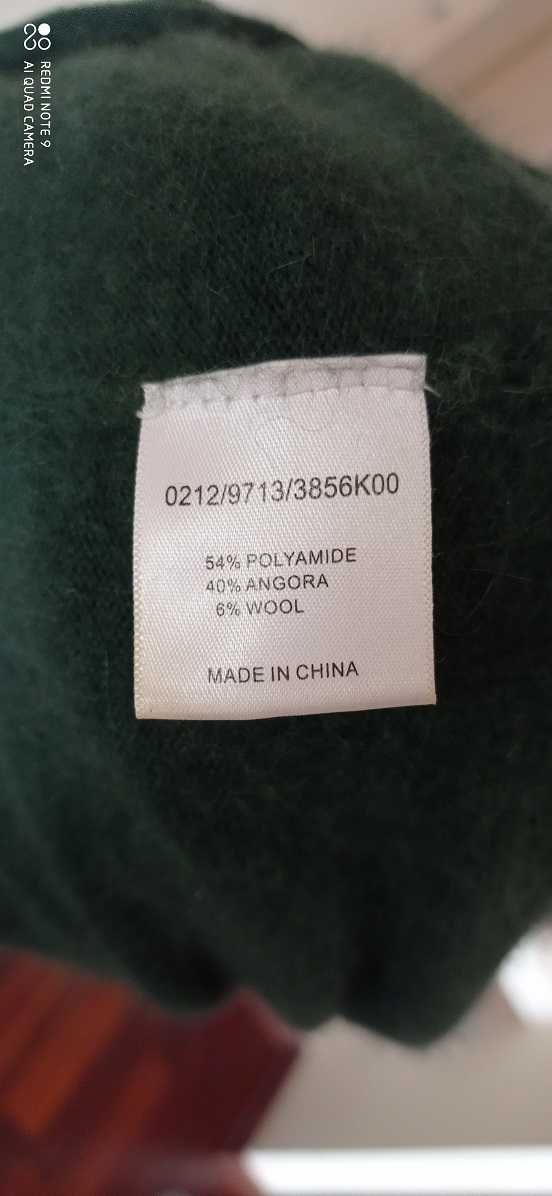 REDMI NOTE 9
AI QUAD CAMERA
0212/9713/3856K00
54% POLYAMIDE
40% ANGORA
6% WOOL
MADE IN CHINA